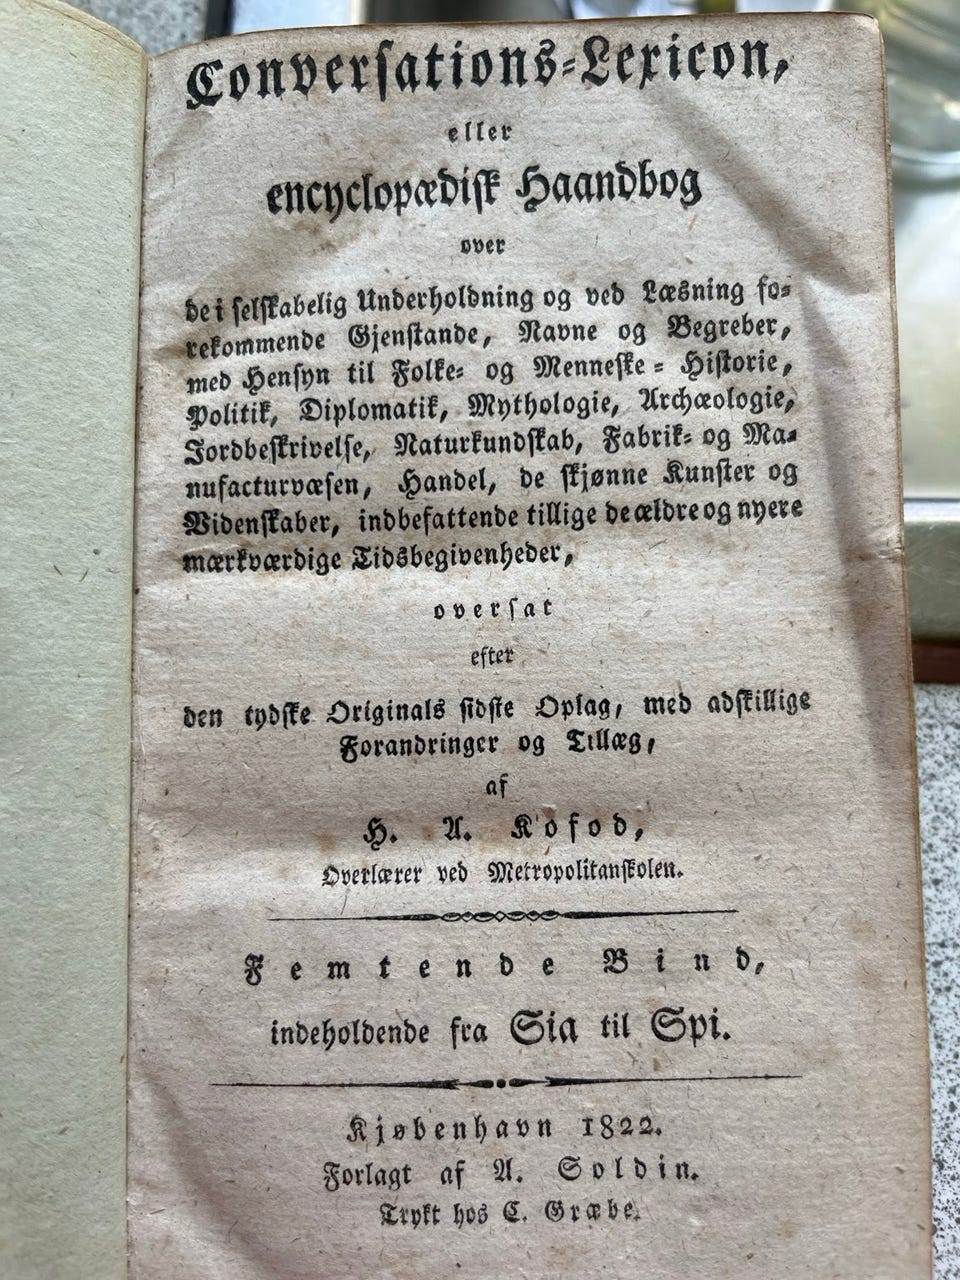 Conversations-Lexicon,
eller
encyclopædisk Haandbog
over
de i selskabelig Underholdning og ved Læsning fo-
rekommende Gjenstande, Navne og Begreber,
med Hensyn til Folke- og Menneske-Historie,
Politik, Diplomatik, Mythologie, Archæologie,
Jordbeskrivelse, Naturkundskab, Fabrik- og Ma-
nufacturvæsen, Handel, de skjønne Kunster og
Videnskaber, indbefattende tillige de ældre og nyere
mærkværdige Tidsbegivenheder,
oversat
efter
den tydske Originals sidste Oplag, med adskillige
Forandringer og Tillæg,
af
H. A. Kofod,
Overlærer ved Metropolitanskolen.
Femtende Bind,
indeholdende fra Sia til Spi.
Kjøbenhavn 1822.
Forlagt af A. Soldin.
Trykt hos C. Græbe.